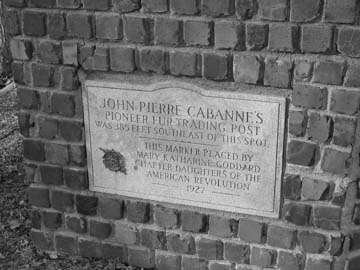 JOHN PIERRE CABANNE'S
PIONEER FUR TRADING POST
WAS 385 FEET SOUTHEAST OF THIS SPOT.
THIS MARKER PLACED BY
MARY KATHARINE GODDARD
CHAPTER DAUGHTERS OF THE
AMERICAN REVOLUTION
1927